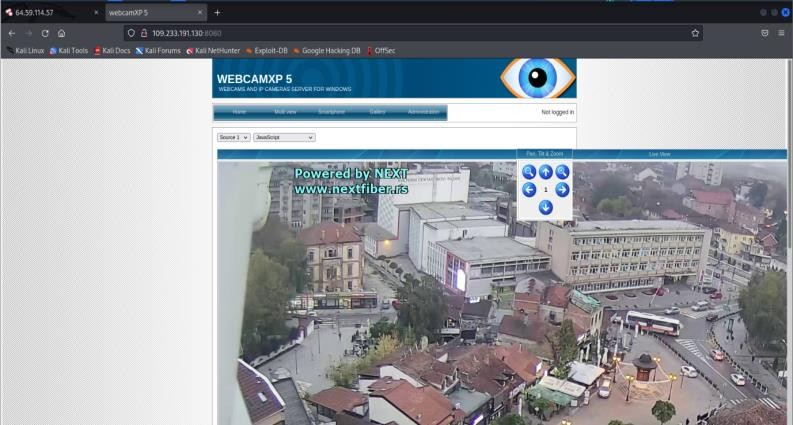 64.59.114.57
webcamXP 5
109.233.191.130:8080
Kali Linux Kali Tools Kali Docs Kali Forums Kali NetHunter Exploit-DB Google Hacking DB OffSec
WEBCAMXP 5
WEBCAMS AND IP CAMERAS SERVER FOR WINDOWS
Home Multi view Smartphone Gallery Administration Not logged in
Source 1 JavaScript
Pan, Tilt & Zoom Live View
Powered by NEXT
www.nextfiber.rs
1